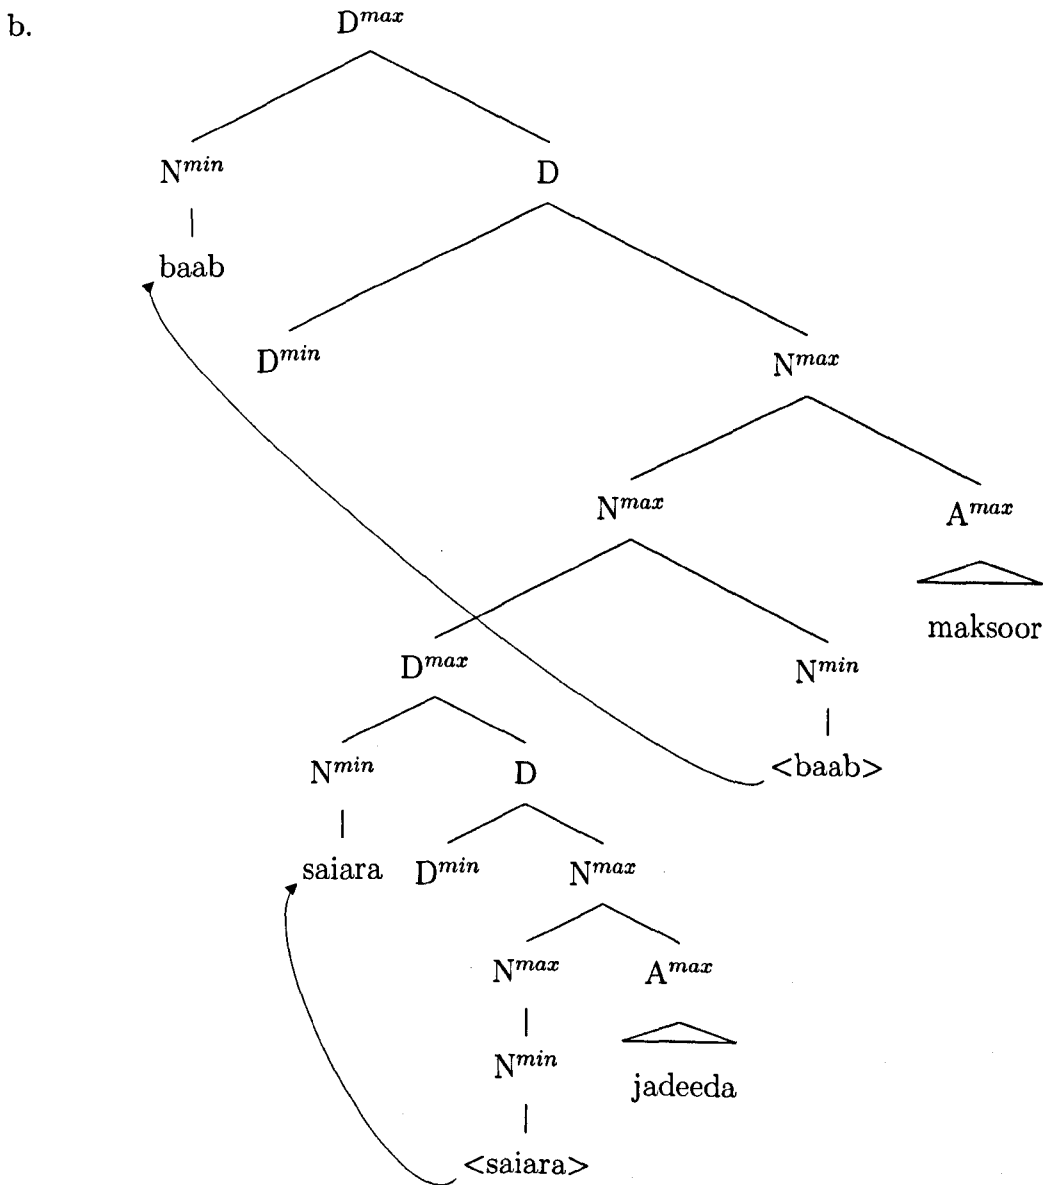 b.
D^max
N^min D
baab
D^min N^max
N^max A^max
maksoor
D^max N^min
<baab>
N^min D
saiara D^min N^max
N^max A^max
N^min
jadeeda
<saiara>